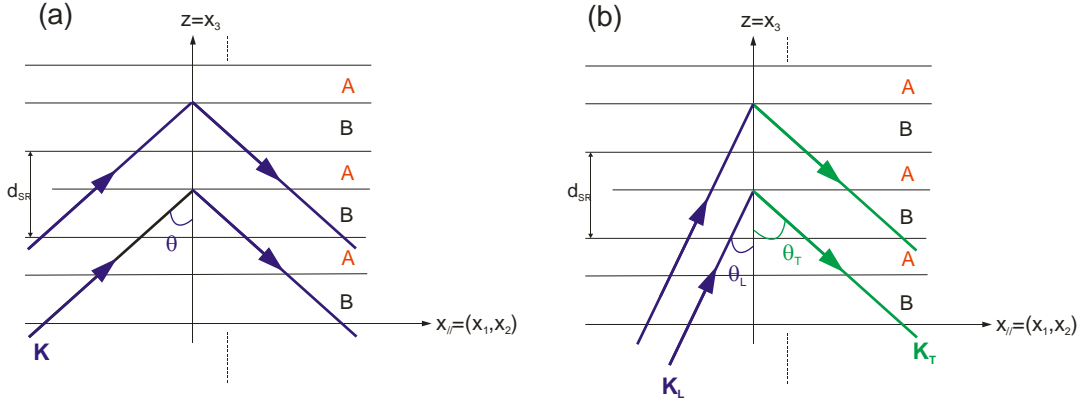 (a)
z=x3
A
B
A
dSR
B
θ
A
B
x//=(x1,x2)
K
(b)
z=x3
A
B
A
dSR
B
θT
θL
A
B
x//=(x1,x2)
KL
KT